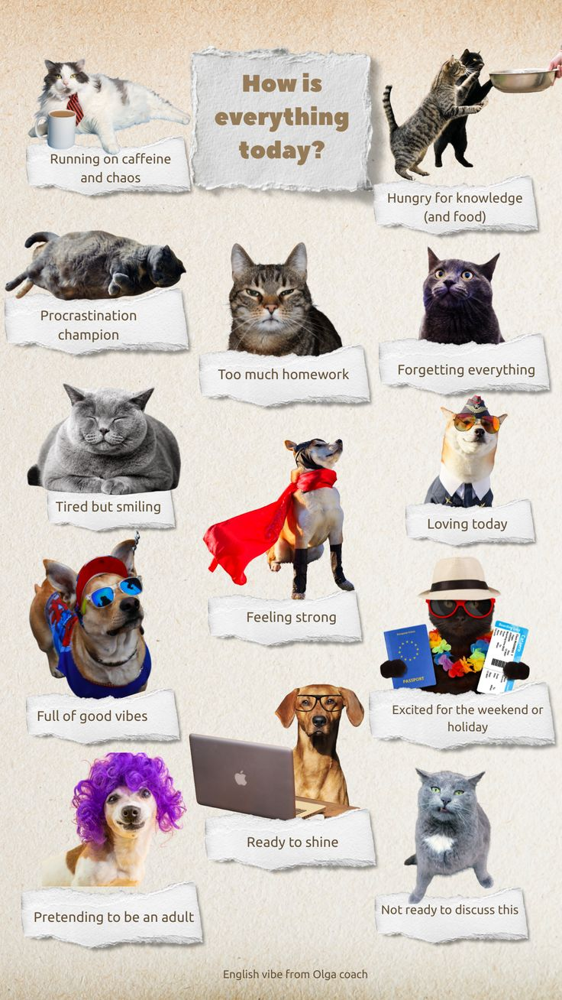 How is
everything
today?
Running on caffeine
and chaos
Hungry for knowledge
(and food)
Procrastination
champion
Too much homework
Forgetting everything
Tired but smiling
Loving today
Feeling strong
PASSPORT
Full of good vibes
Excited for the weekend or
holiday
Ready to shine
Pretending to be an adult
Not ready to discuss this
English vibe from Olga coach